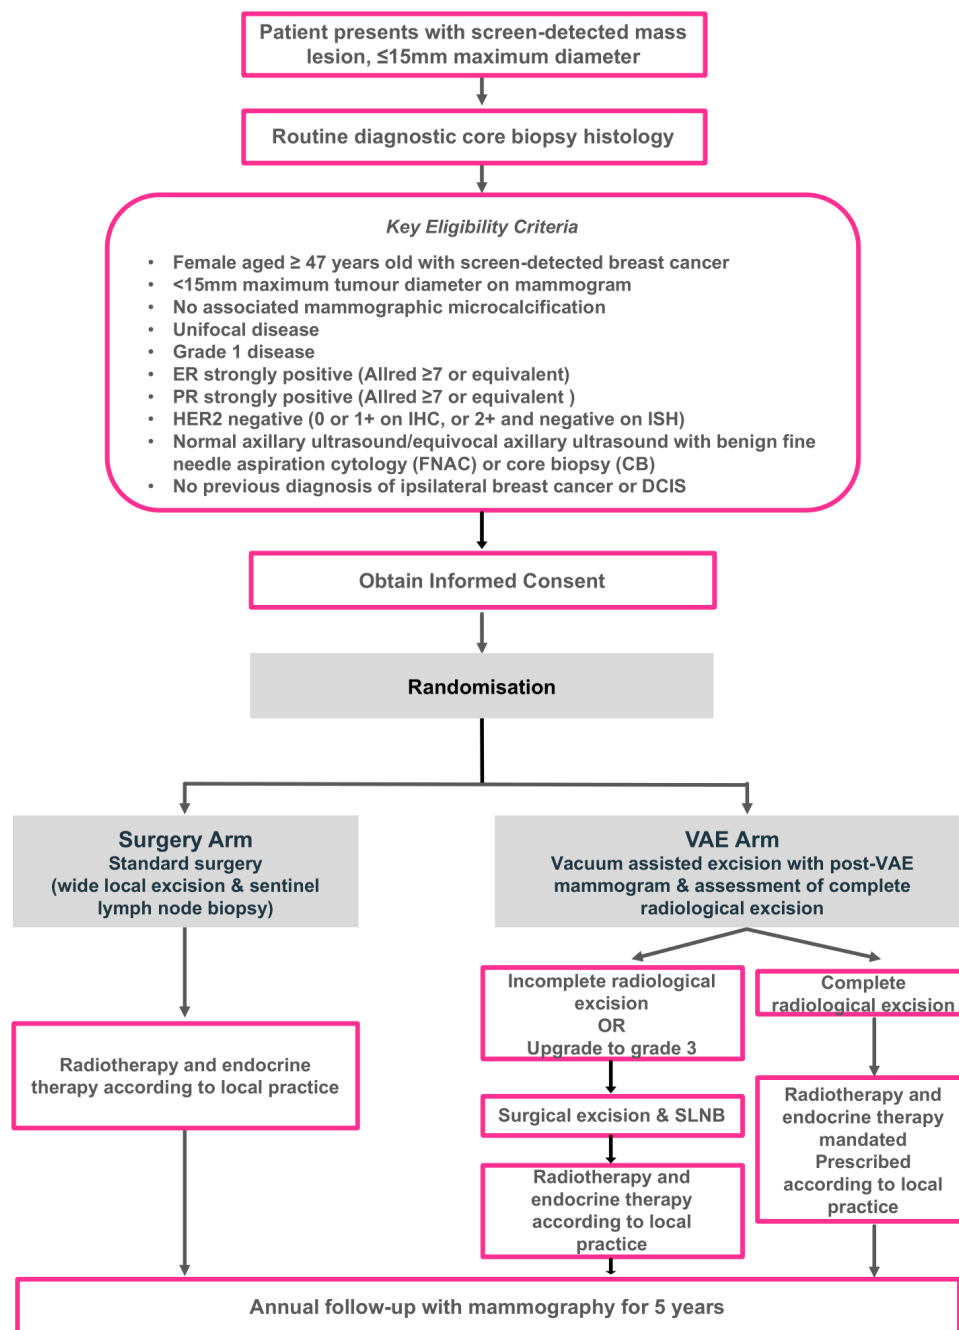 Patient presents with screen-detected mass
lesion, ≤15mm maximum diameter
Routine diagnostic core biopsy histology
Key Eligibility Criteria
• Female aged ≥ 47 years old with screen-detected breast cancer
• <15mm maximum tumour diameter on mammogram
• No associated mammographic microcalcification
• Unifocal disease
• Grade 1 disease
• ER strongly positive (Allred ≥7 or equivalent)
• PR strongly positive (Allred ≥7 or equivalent )
• HER2 negative (0 or 1+ on IHC, or 2+ and negative on ISH)
• Normal axillary ultrasound/equivocal axillary ultrasound with benign fine
needle aspiration cytology (FNAC) or core biopsy (CB)
• No previous diagnosis of ipsilateral breast cancer or DCIS
Obtain Informed Consent
Randomisation
Surgery Arm
Standard surgery
(wide local excision & sentinel
lymph node biopsy)
Radiotherapy and endocrine
therapy according to local practice
VAE Arm
Vacuum assisted excision with post-VAE
mammogram & assessment of complete
radiological excision
Incomplete radiological
excision
OR
Upgrade to grade 3
Surgical excision & SLNB
Radiotherapy and
endocrine therapy
according to local
practice
Complete
radiological excision
Radiotherapy and
endocrine therapy
mandated
Prescribed
according to local
practice
Annual follow-up with mammography for 5 years